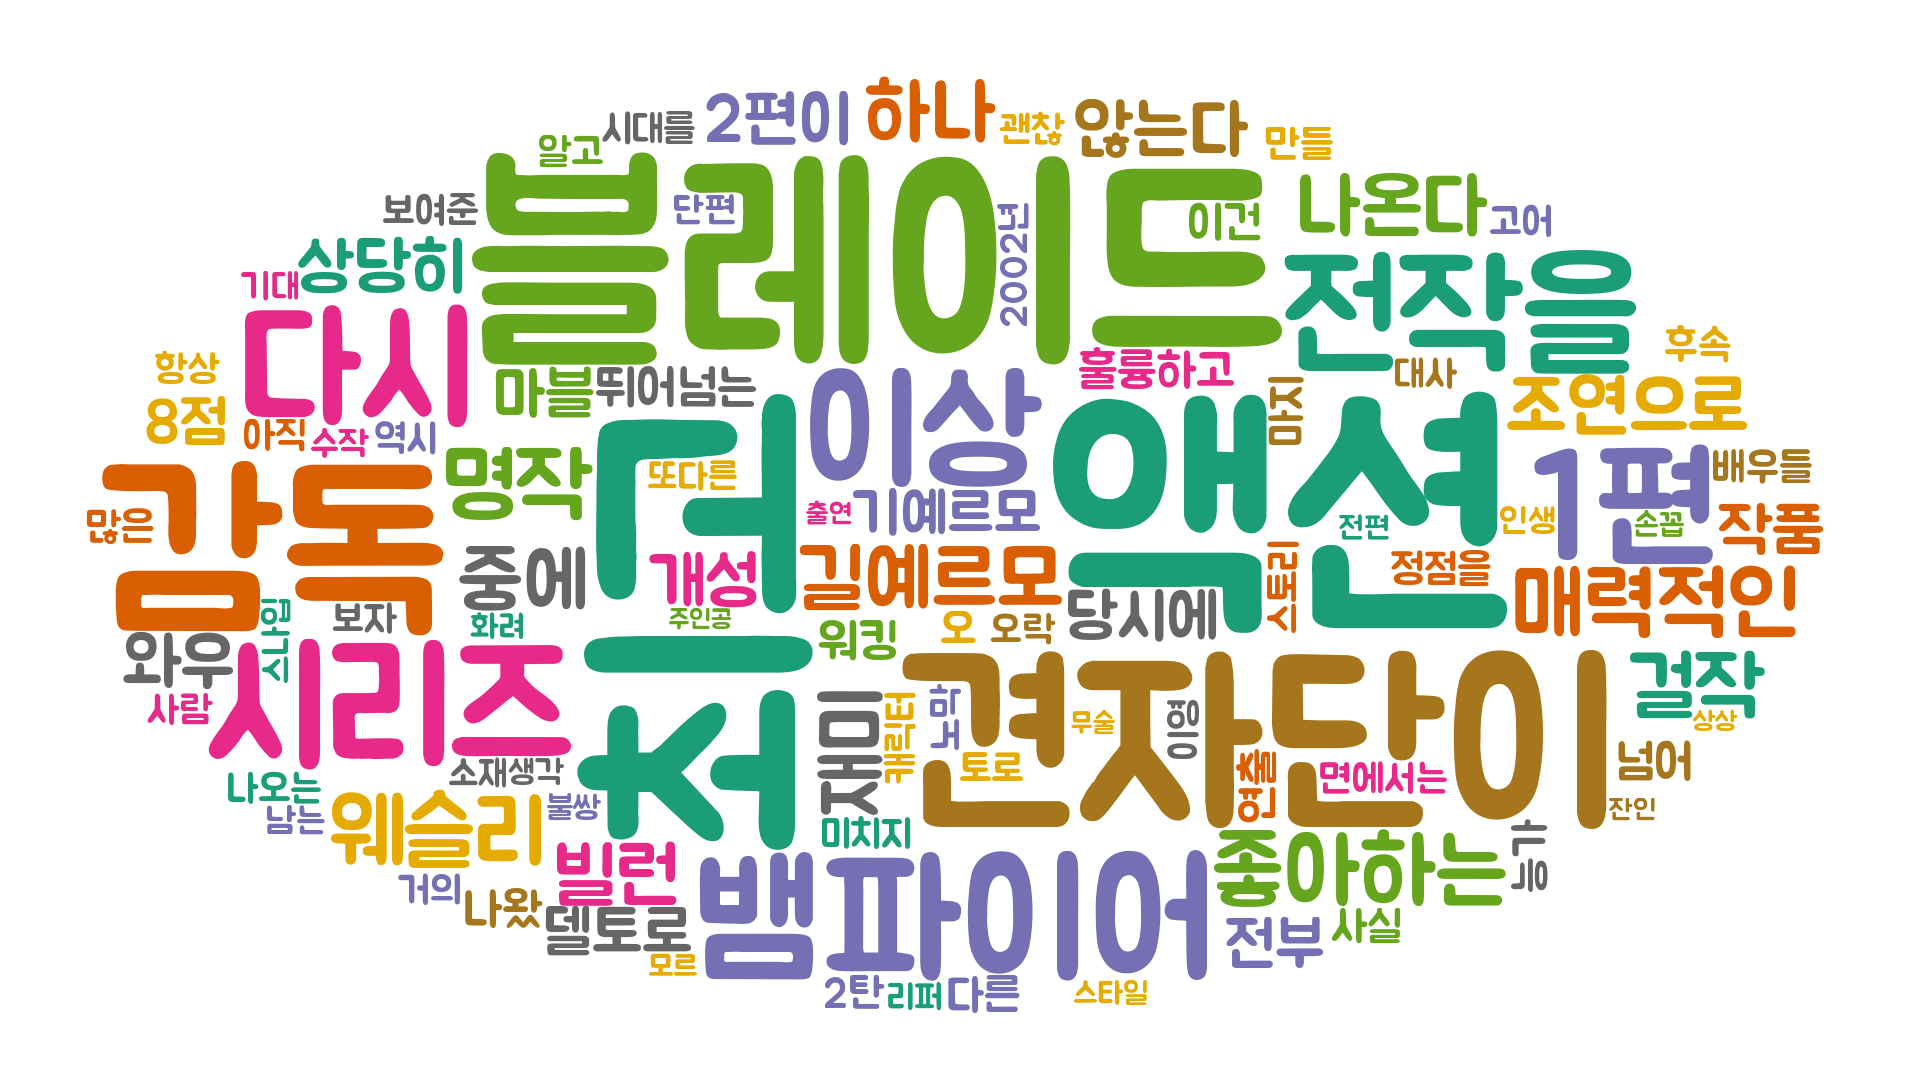 2편이
하나
괜찮
않는다
만들
시대를
알고
블레이드
단편
2002년
이건
나온다
고어
보여준
상당히
기대
전작을
후속
다시
항상
8점
아직
수작
역시
마블
뛰어넘는
이상
훌륭하고
대사
마지
조연으로
액션
1편
배우들
작품
감독
많은
명작
또다른
더
출연
기예르모
전편
인생
손꼽
중에
개성
길예르모
스토리
정점을
매력적인
당시에
주인공
보자
화려
스나입
와우
시리즈
사람
워킹
오
오락
견자단이
걸작
상상
넘어
무술
영이
하
노마
캐릭터
재미
최
토로
연출
면에서는
잔인
소재
생각
나오는
남는
웨슬리
불쌍
미치지
빌런
뱀파이어
좋아하는
거의
나왔
델토로
모르
전부
사실
2탄
리퍼
다른
스타일